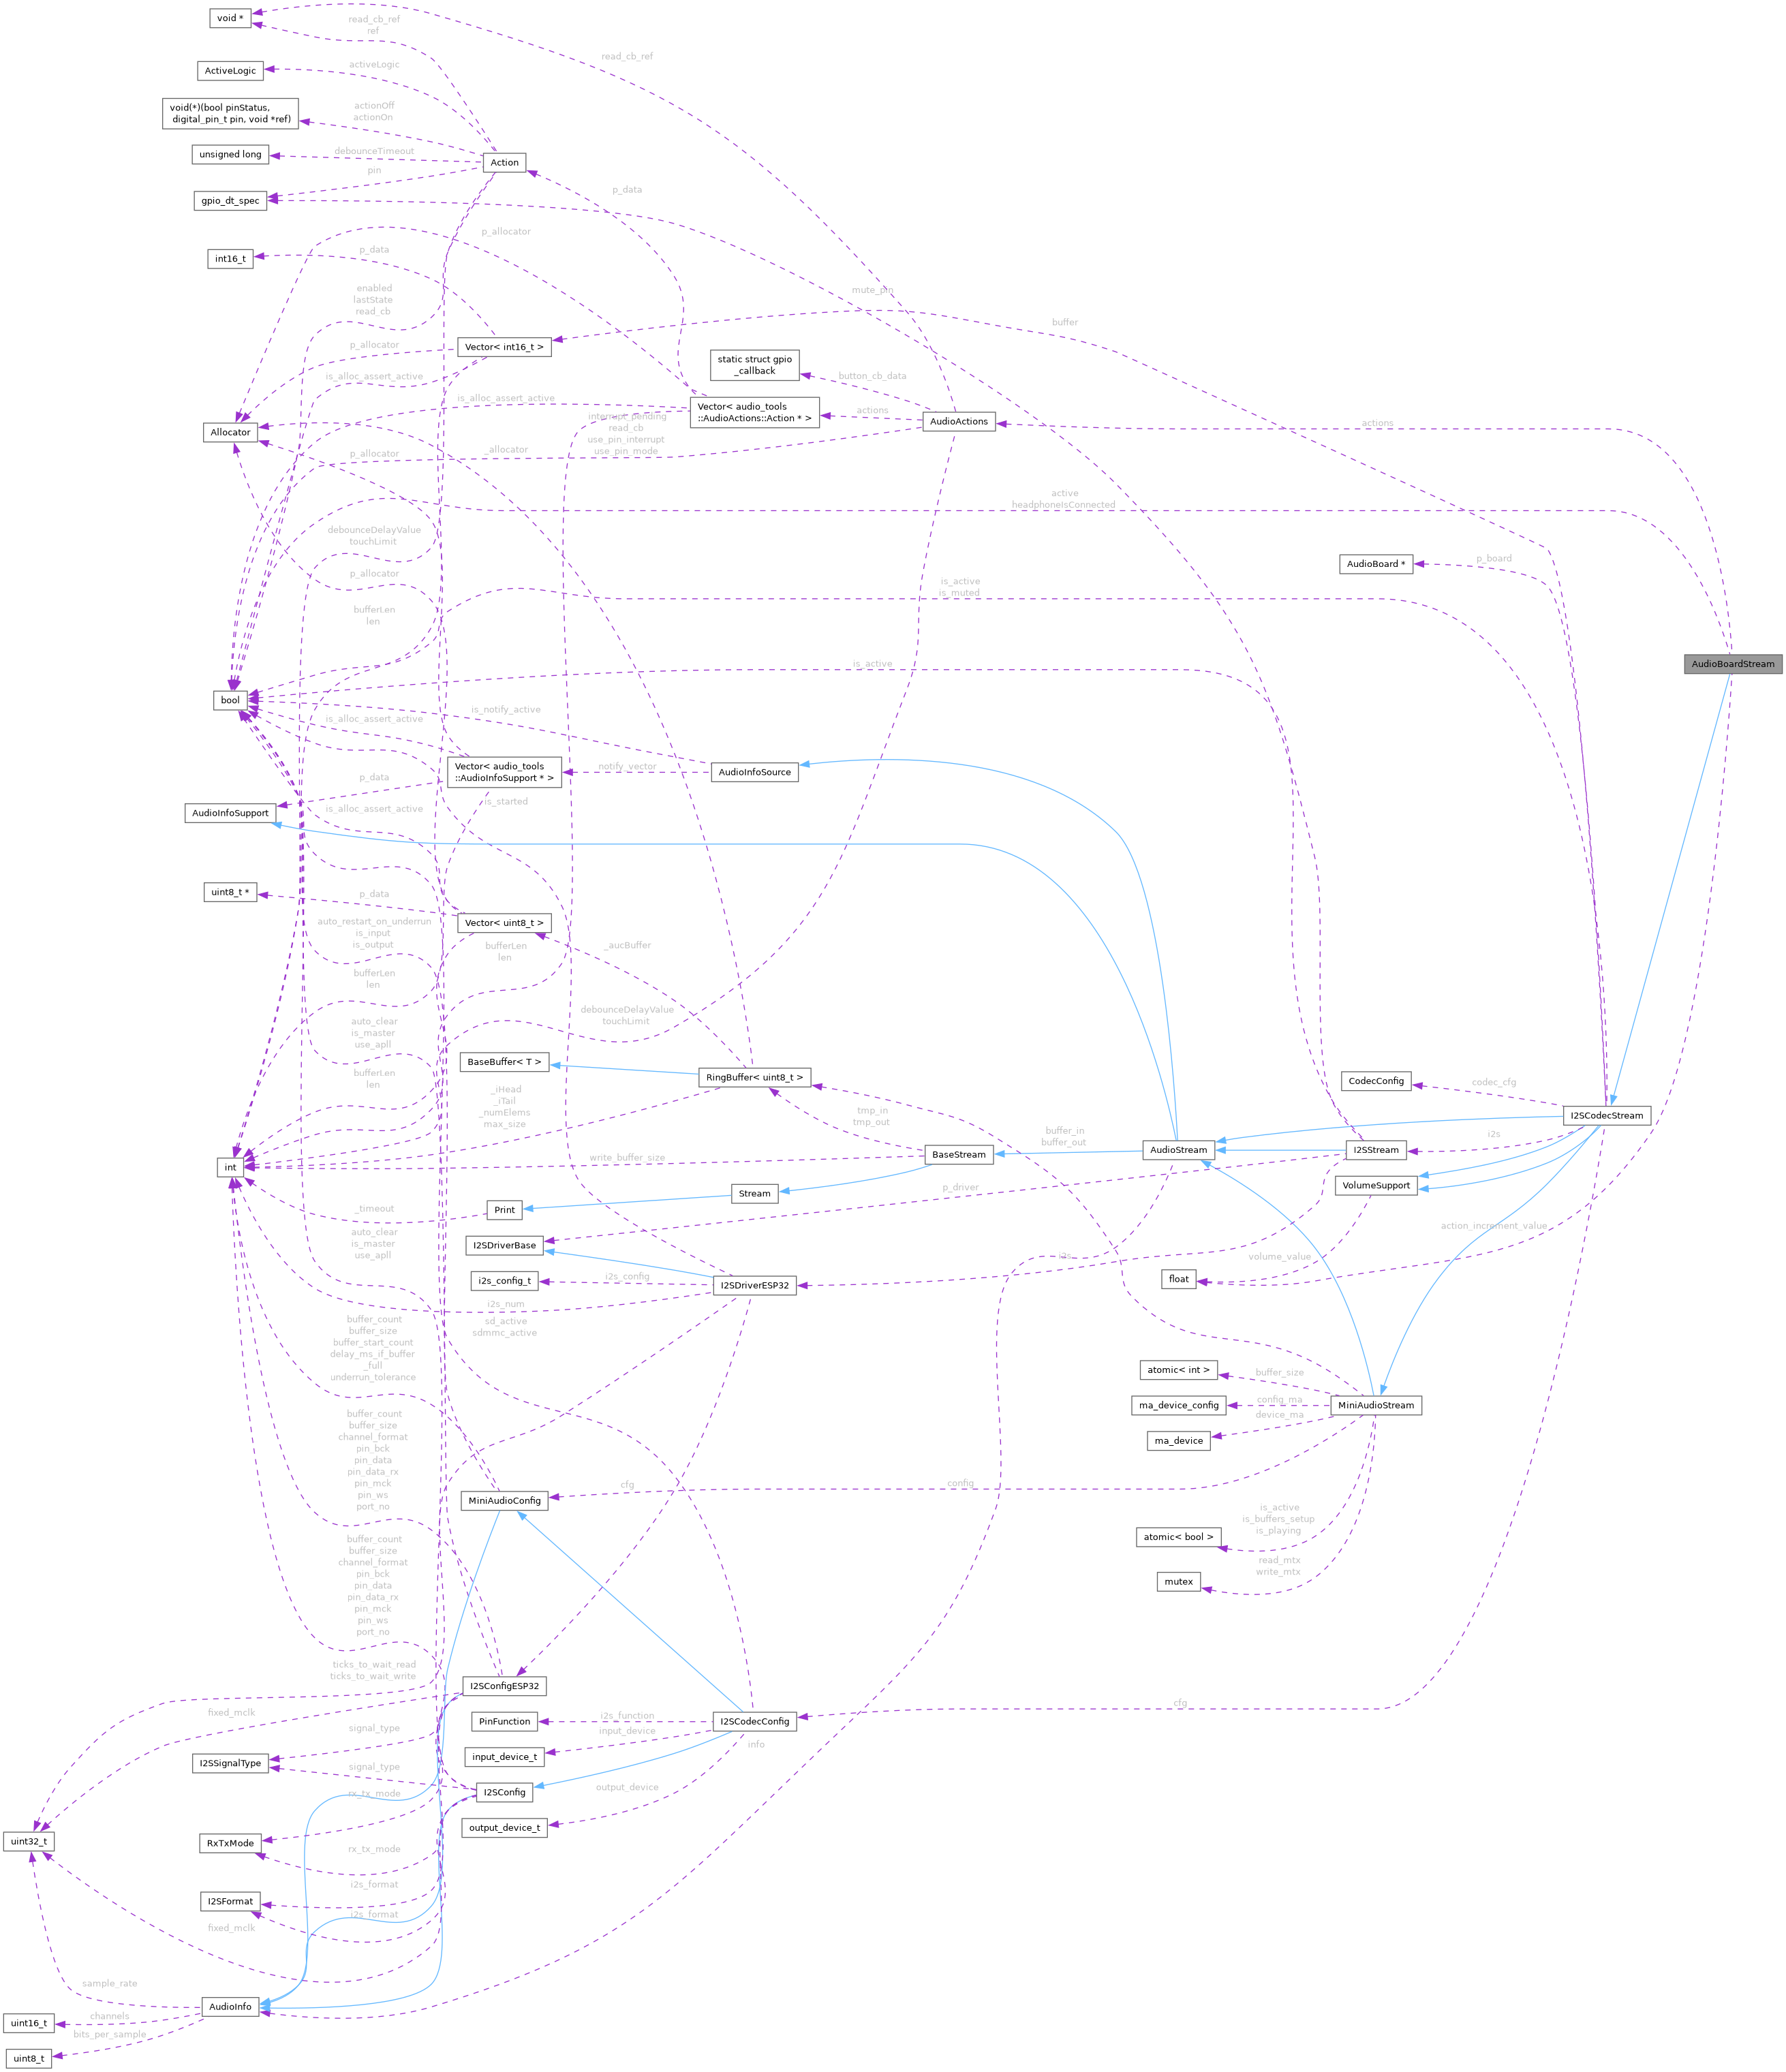 void *
read_cb_ref
ref
read_cb_ref
ActiveLogic
activeLogic
void(*)(bool pinStatus,
digital_pin_t pin, void *ref)
actionOff
actionOn
unsigned long
debounceTimeout
Action
pin
gpio_dt_spec
p_data
int16_t
p_data
p_allocator
mute_pin
enabled
lastState
read_cb
buffer
Vector< int16_t >
p_allocator
static struct gpio
_callback
button_cb_data
is_alloc_assert_active
is_alloc_assert_active
Vector< audio_tools
::AudioActions::Action * >
actions
AudioActions
actions
Allocator
interrupt_pending
read_cb
use_pin_interrupt
use_pin_mode
p_allocator
_allocator
active
headphoneIsConnected
debounceDelayValue
touchLimit
AudioBoard *
p_board
p_allocator
is_active
is_muted
bufferLen
len
is_active
AudioBoardStream
bool
is_notify_active
is_alloc_assert_active
Vector< audio_tools
::AudioInfoSupport * >
notify_vector
AudioInfoSource
p_data
AudioInfoSupport
is_alloc_assert_active
is_started
uint8_t *
p_data
Vector< uint8_t >
auto_restart_on_underrun
is_input
is_output
bufferLen
len
_aucBuffer
bufferLen
len
debounceDelayValue
touchLimit
auto_clear
is_master
use_apll
BaseBuffer< T >
RingBuffer< uint8_t >
bufferLen
len
CodecConfig
codec_cfg
_iHead
_iTail
_numElems
max_size
tmp_in
tmp_out
buffer_in
buffer_out
I2SCodecStream
i2s
int
write_buffer_size
BaseStream
AudioStream
I2SStream
VolumeSupport
Stream
p_driver
Print
_timeout
action_increment_value
auto_clear
is_master
use_apll
I2SDriverBase
i2s
volume_value
i2s_config_t
i2s_config
I2SDriverESP32
float
i2s_num
buffer_count
buffer_size
buffer_start_count
delay_ms_if_buffer
_full
underrun_tolerance
sd_active
sdmmc_active
atomic< int >
buffer_size
ma_device_config
config_ma
MiniAudioStream
device_ma
ma_device
buffer_count
buffer_size
channel_format
pin_bck
pin_data
pin_data_rx
pin_mck
pin_ws
port_no
MiniAudioConfig
cfg
config
is_active
is_buffers_setup
is_playing
atomic< bool >
read_mtx
write_mtx
mutex
buffer_count
buffer_size
channel_format
pin_bck
pin_data
pin_data_rx
pin_mck
pin_ws
port_no
ticks_to_wait_read
ticks_to_wait_write
I2SConfigESP32
cfg
fixed_mclk
PinFunction
i2s_function
I2SCodecConfig
signal_type
input_device
info
input_device_t
I2SSignalType
signal_type
I2SConfig
output_device
rx_tx_mode
output_device_t
uint32_t
RxTxMode
rx_tx_mode
i2s_format
I2SFormat
i2s_format
fixed_mclk
sample_rate
AudioInfo
uint16_t
channels
bits_per_sample
uint8_t